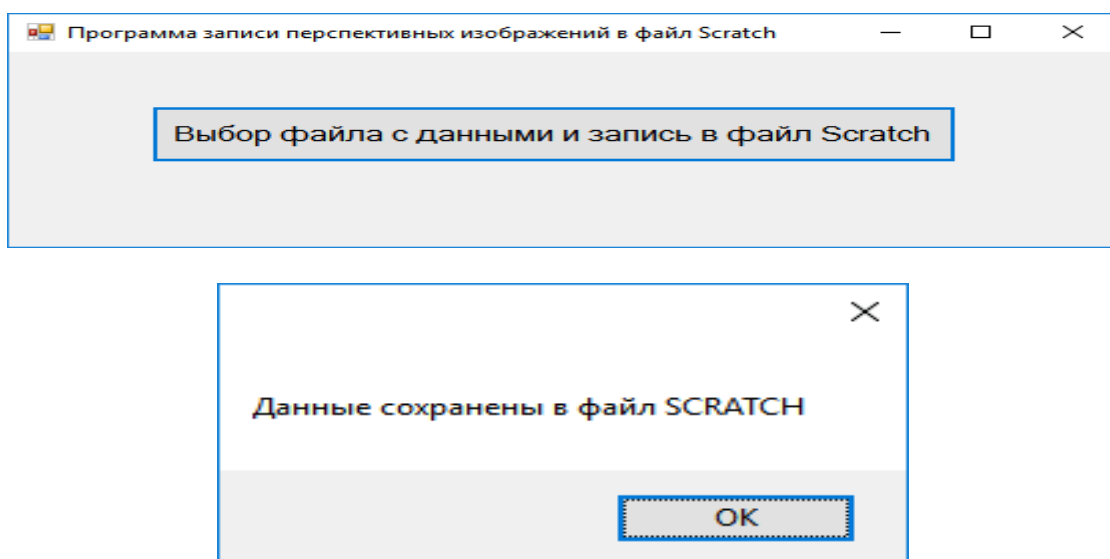 Программа записи перспективных изображений в файл Scratch
Выбор файла с данными и запись в файл Scratch
Данные сохранены в файл SCRATCH
OK